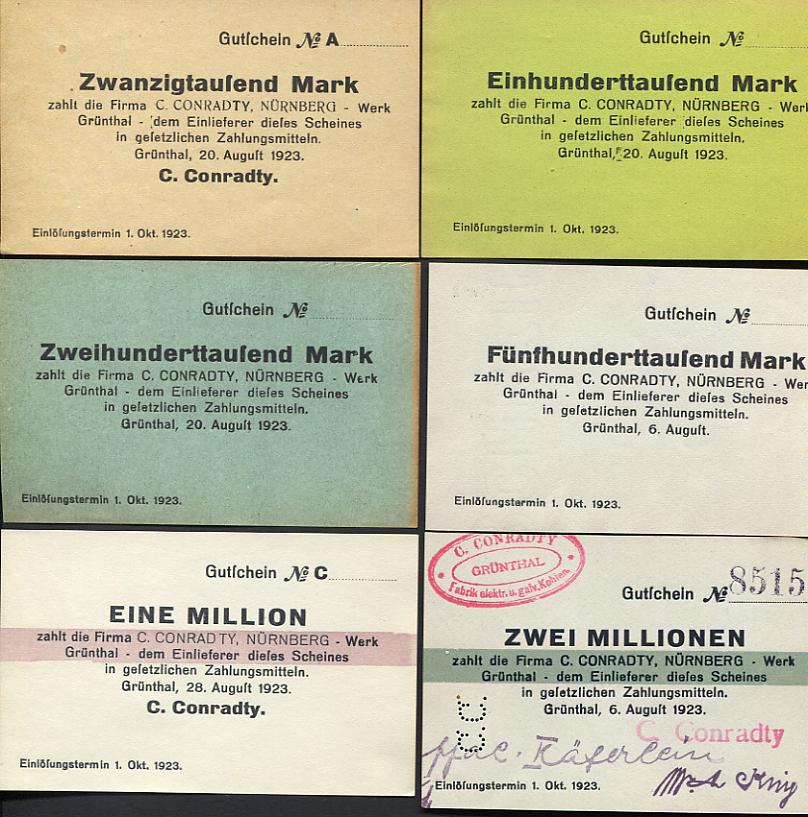 Gutſchein № A
Zwanzigtauſend Mark
zahlt die Firma C. CONRADTY, NÜRNBERG - Werk
Grünthal - dem Einlieferer dieſes Scheines
in geſetzlichen Zahlungsmitteln.
Grünthal, 20. Auguſt 1923.
C. Conradty.
Einlöſungstermin 1. Okt. 1923.
Gutſchein №
Einhunderttauſend Mark
zahlt die Firma C. CONRADTY, NÜRNBERG - Werk
Grünthal - dem Einlieferer dieſes Scheines
in geſetzlichen Zahlungsmitteln.
Grünthal, 20. Auguſt 1923.
Einlöſungstermin 1. Okt. 1923.
Gutſchein №
Zweihunderttauſend Mark
zahlt die Firma C. CONRADTY, NÜRNBERG - Werk
Grünthal - dem Einlieferer dieſes Scheines
in geſetzlichen Zahlungsmitteln.
Grünthal, 20. Auguſt 1923.
Einlöſungstermin 1. Okt. 1923.
Gutſchein №
Fünfhunderttauſend Mark
zahlt die Firma C. CONRADTY, NÜRNBERG - Wer
Grünthal - dem Einlieferer dieſes Scheines
in geſetzlichen Zahlungsmitteln.
Grünthal, 6. Auguſt.
Einlöſungstermin 1. Okt. 1923.
Gutſchein № C
EINE MILLION
zahlt die Firma C. CONRADTY, NÜRNBERG - Werk
Grünthal - dem Einlieferer dieſes Scheines
in geſetzlichen Zahlungsmitteln.
Grünthal, 28. Auguſt 1923.
C. Conradty.
Einlöſungstermin 1. Okt. 1923.
C. CONRADTY
GRÜNTHAL
Fabrik elektr. u. galv. Kohlen
Gutſchein № 8515
ZWEI MILLIONEN
zahlt die Firma C. CONRADTY, NÜRNBERG - Werk
Grünthal - dem Einlieferer dieſes Scheines
in geſetzlichen Zahlungsmitteln.
Grünthal, 6. Auguſt 1923.
C. C.
C Conradty
Käferlein
Einlöſungstermin 1. Okt. 1923.